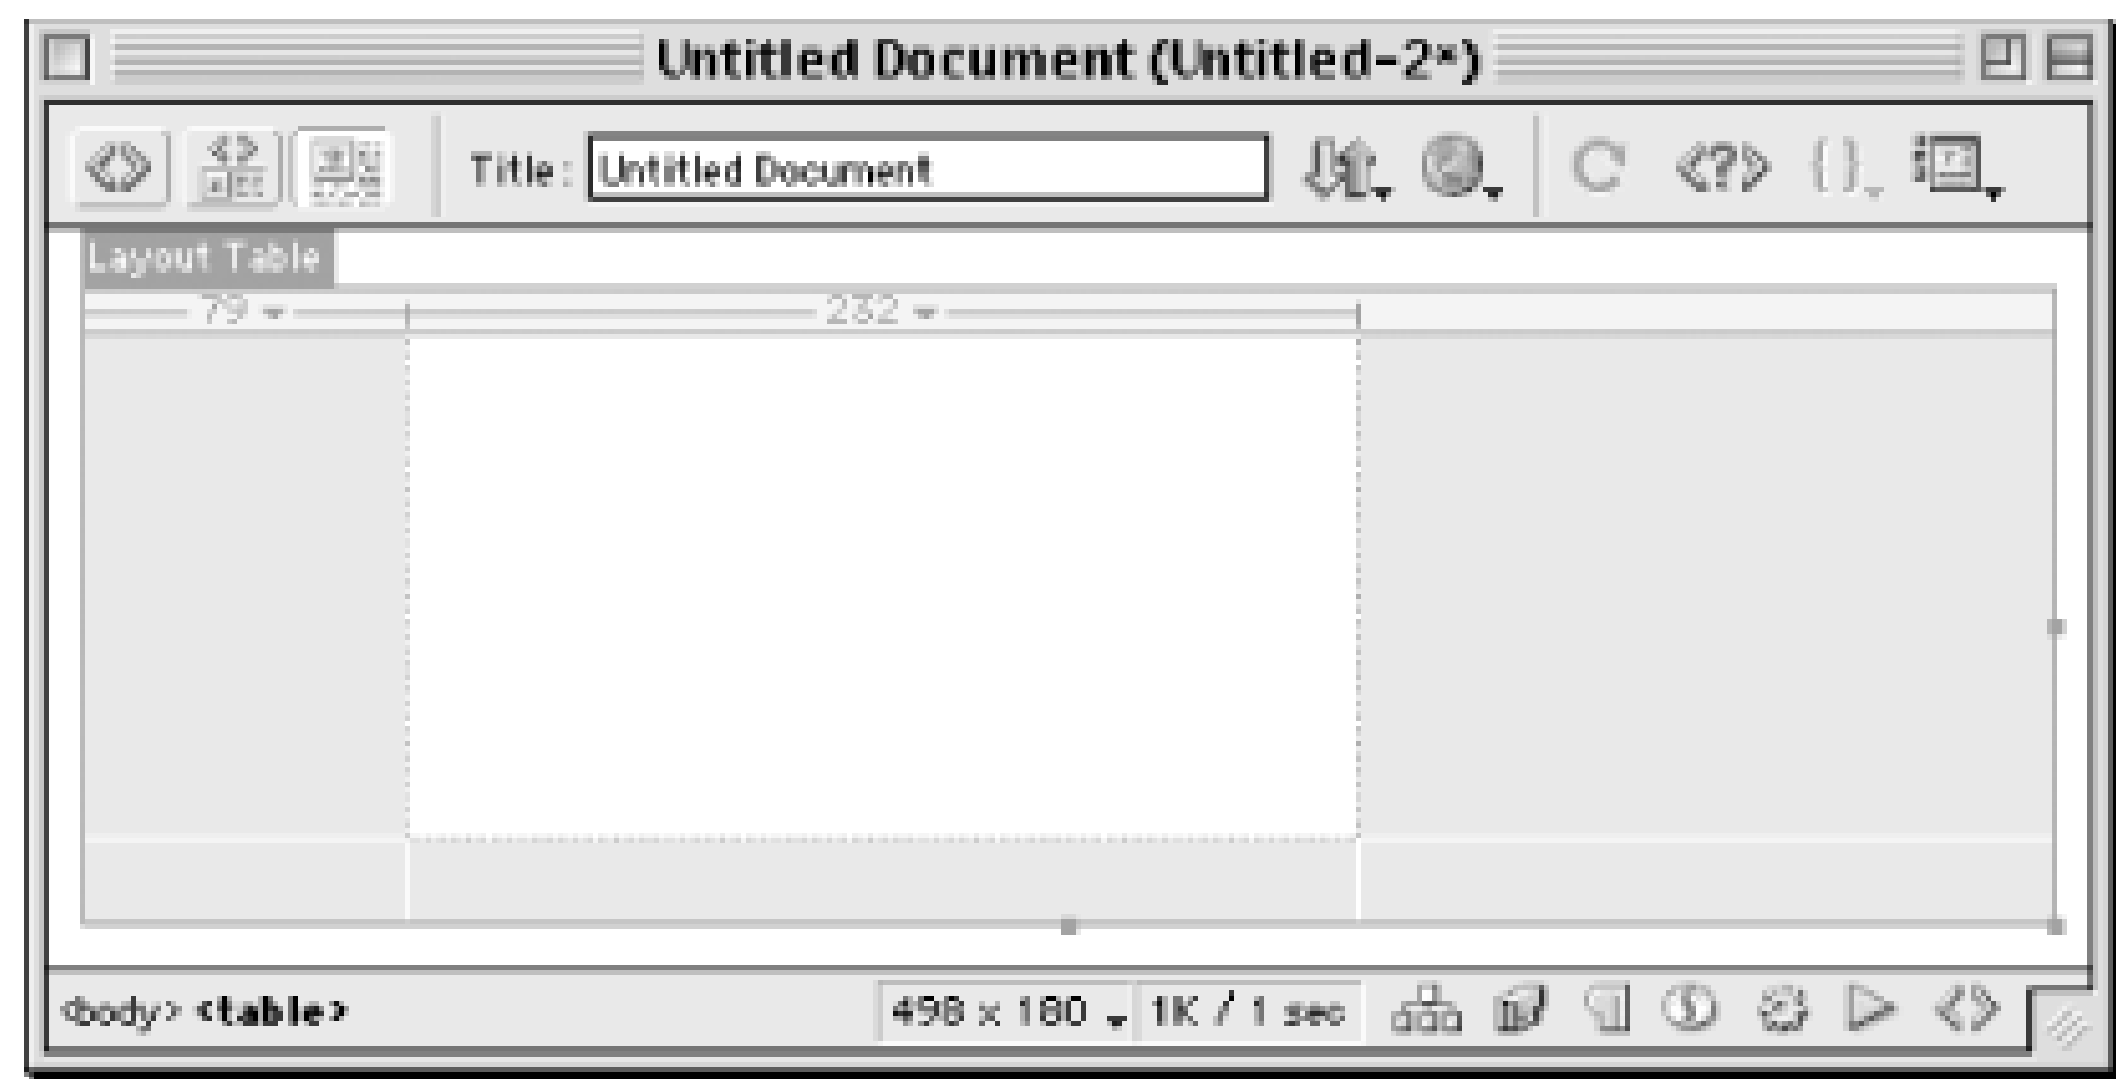 Untitled Document (Untitled-2*)
Title: Untitled Document
Layout Table
79 232
<body> <table> 498 x 180 1K / 1 sec